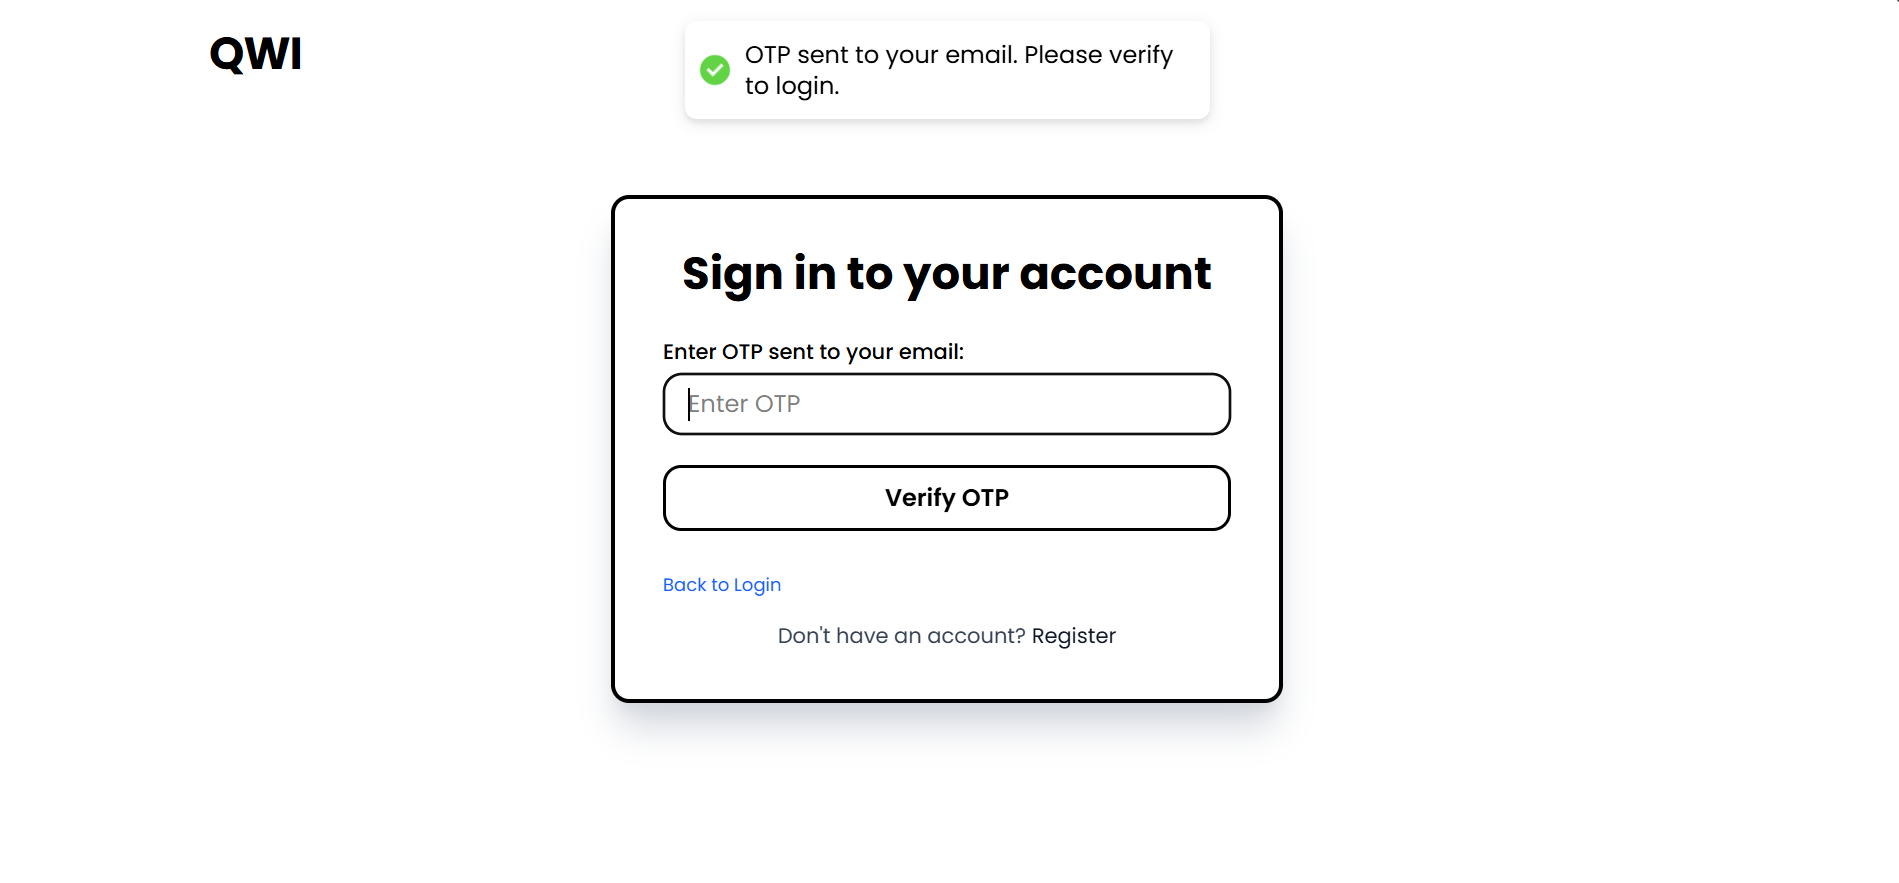 QWI
OTP sent to your email. Please verify
to login.
Sign in to your account
Enter OTP sent to your email:
Enter OTP
Verify OTP
Back to Login
Don't have an account? Register